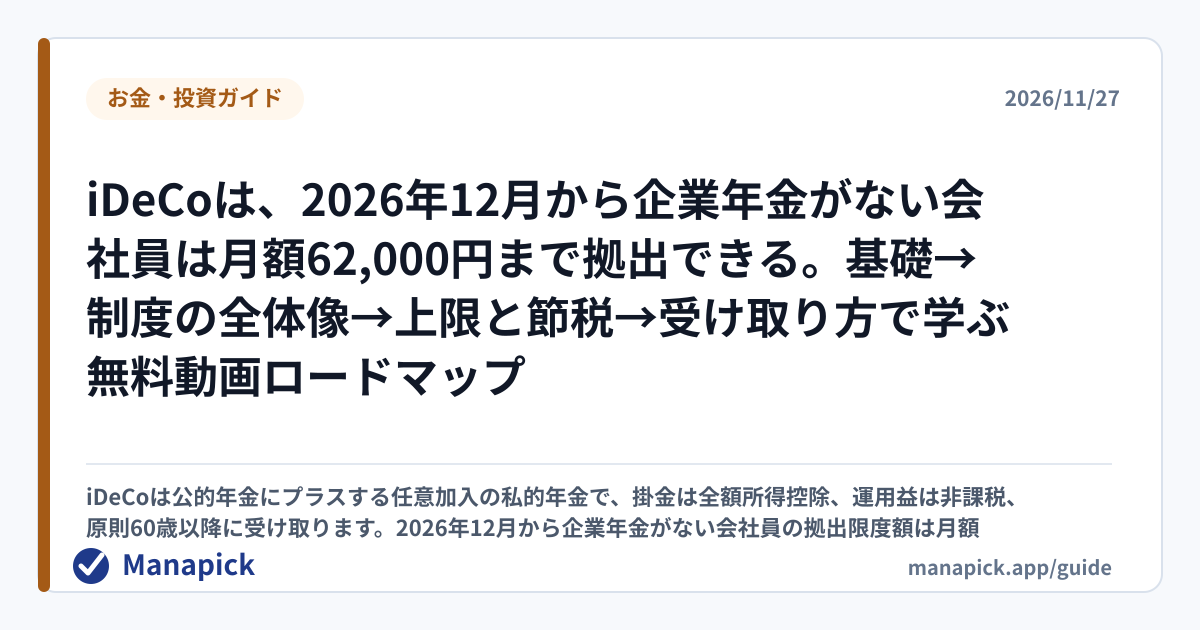 お金・投資ガイド
2026/11/27
iDeCoは、2026年12月から企業年金がない会
社員は月額62,000円まで拠出できる。基礎→
制度の全体像→上限と節税→受け取り方で学ぶ
無料動画ロードマップ
iDeCoは公的年金にプラスする任意加入の私的年金で、掛金は全額所得控除、運用益は非課税、
原則60歳以降に受け取ります。2026年12月から企業年金がない会社員の拠出限度額は月額
Manapick
manapick.app/guide